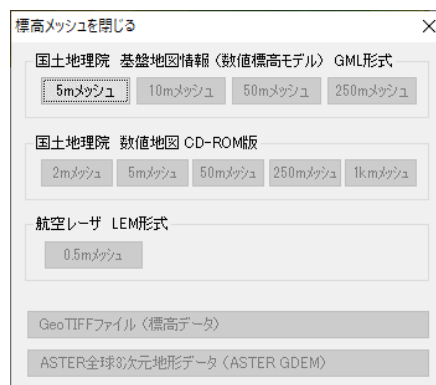 標高メッシュを閉じる
国土地理院 基盤地図情報（数値標高モデル） GML形式
5mメッシュ 10mメッシュ 50mメッシュ 250mメッシュ
国土地理院 数値地図 CD-ROM版
2mメッシュ 5mメッシュ 50mメッシュ 250mメッシュ 1kmメッシュ
航空レーザ LEM形式
0.5mメッシュ
GeoTIFFファイル（標高データ）
ASTER全球3次元地形データ（ASTER GDEM）